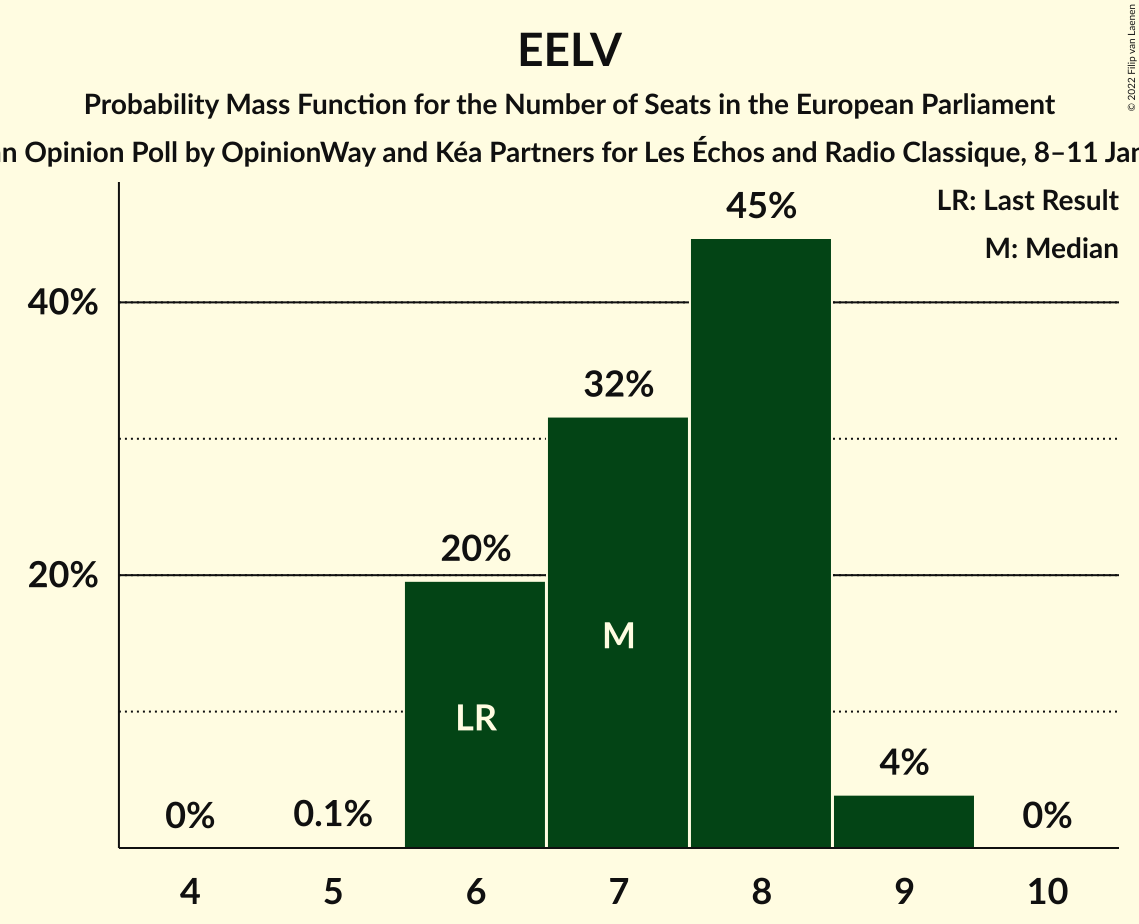 EELV
Probability Mass Function for the Number of Seats in the European Parliament
Opinion Poll by OpinionWay and Kéa Partners for Les Échos and Radio Classique, 8–11
© 2022 Filip van Laenen
LR: Last Result
M: Median
45%
40%
32%
20%
20%
M
LR
4%
0%
0.1%
0%
4
5
6
7
8
9
10